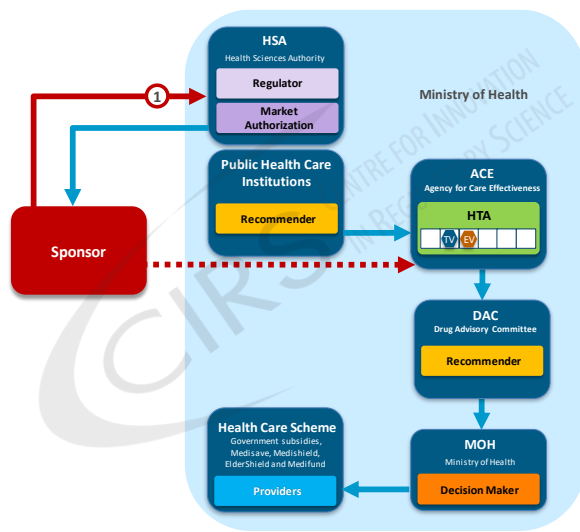 HSA
Health Sciences Authority
Regulator
Market
Authorization
1
Ministry of Health
Public Health Care
Institutions
Recommender
ACE
Agency for Care Effectiveness
HTA
TV
EV
Sponsor
DAC
Drug Advisory Committee
Recommender
Health Care Scheme
Government subsidies,
Medisave, Medishield,
ElderShield and Medifund
Providers
MOH
Ministry of Health
Decision Maker
CIRS
CENTRE FOR INNOVATION
IN REGULATORY SCIENCE